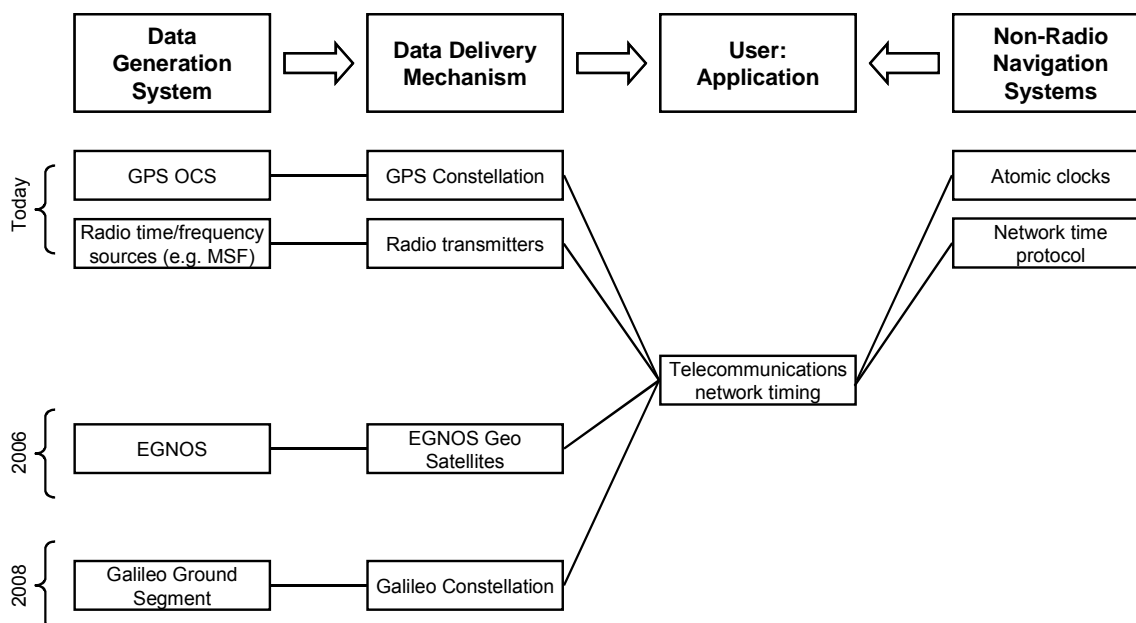 Data
Generation
System
Data Delivery
Mechanism
User:
Application
Non-Radio
Navigation
Systems
Today
GPS OCS
GPS Constellation
Atomic clocks
Radio time/frequency
sources (e.g. MSF)
Radio transmitters
Network time
protocol
Telecommunications
network timing
2006
EGNOS
EGNOS Geo
Satellites
2008
Galileo Ground
Segment
Galileo Constellation